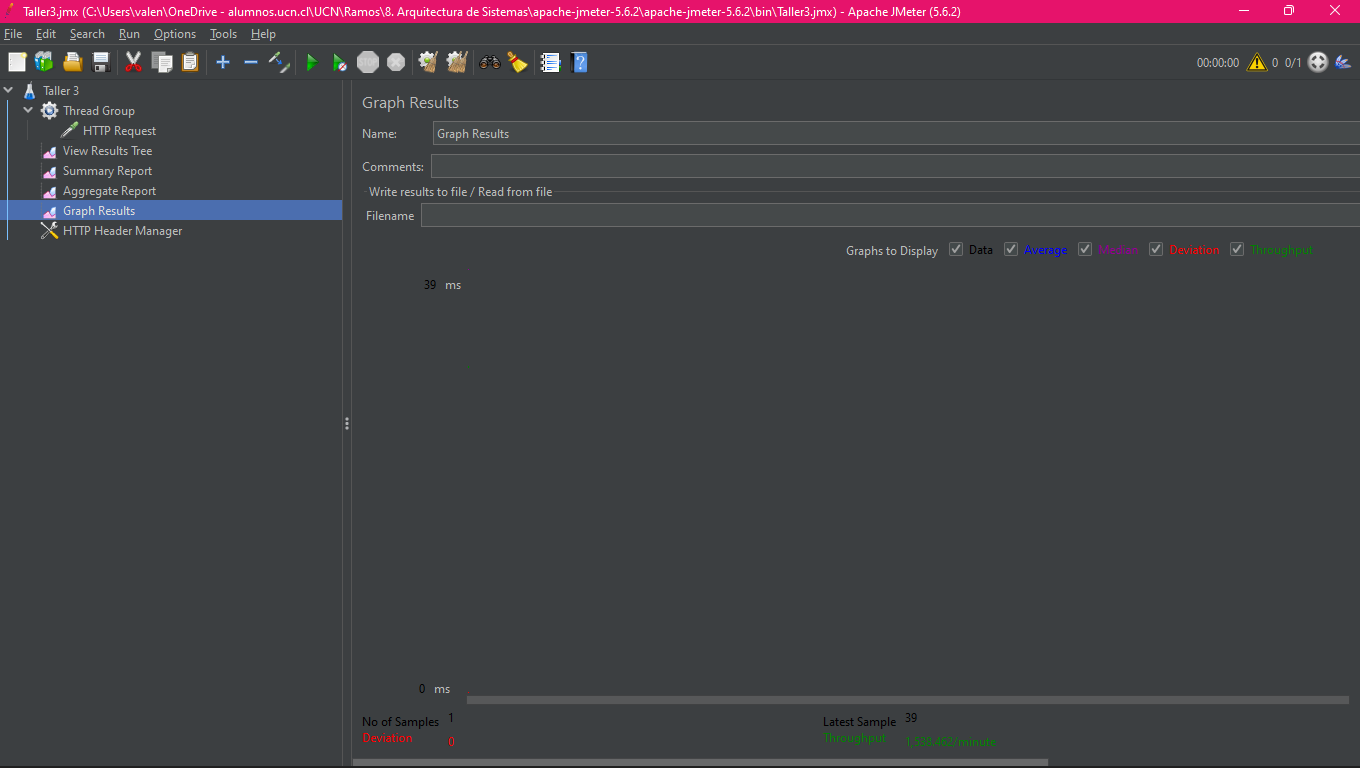 Taller3.jmx (C:\Users\valen\OneDrive - alumnos.ucn.cl\UCN\Ramos\8. Arquitectura de Sistemas\apache-jmeter-5.6.2\apache-jmeter-5.6.2\bin\Taller3.jmx) - Apache JMeter (5.6.2)
File Edit Search Run Options Tools Help
STOP 00:00:00 0 0/1
Taller 3
Thread Group
HTTP Request
View Results Tree
Summary Report
Aggregate Report
Graph Results
HTTP Header Manager
Graph Results
Name: Graph Results
Comments:
Write results to file / Read from file
Filename
Graphs to Display Data Average Median Deviation Throughput
39 ms
0 ms
No of Samples 1 Latest Sample 39
Deviation 0 Throughput 1,538.462/minute